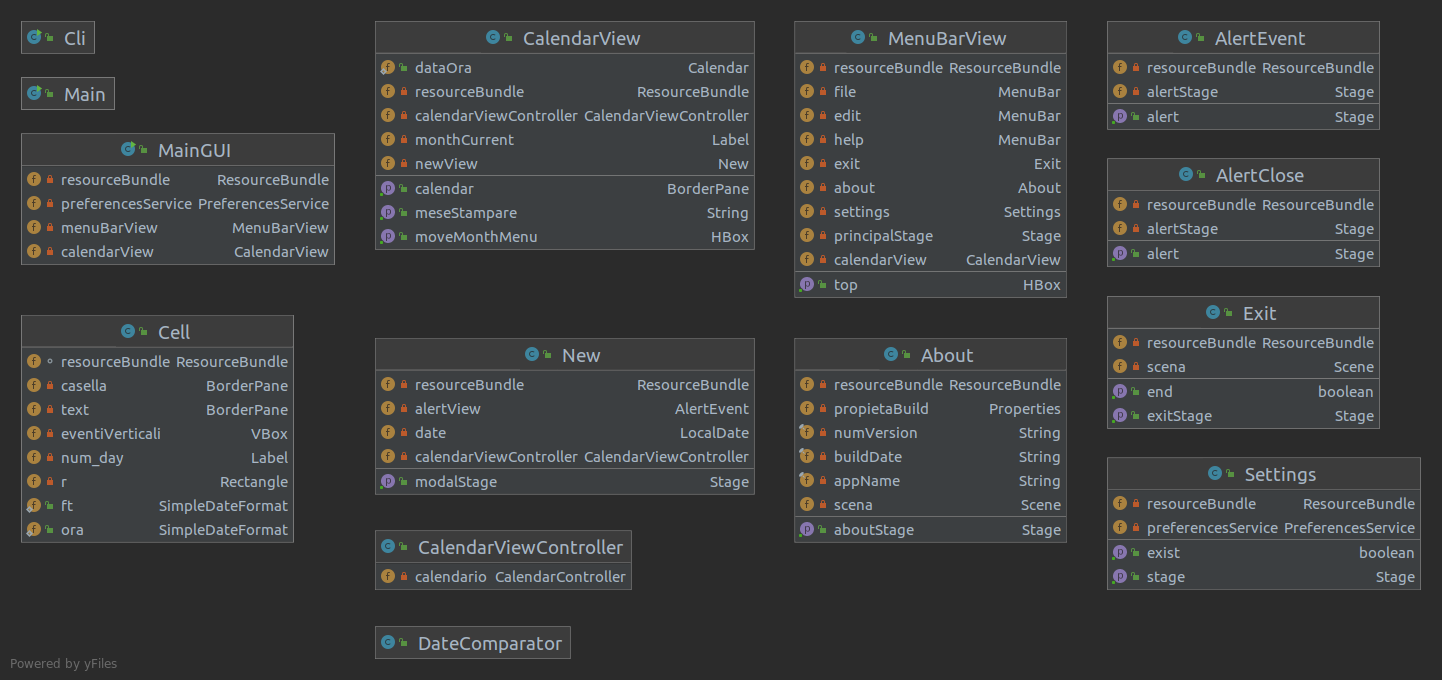 Cli
Main
MainGUI
resourceBundle ResourceBundle
preferencesService PreferencesService
menuBarView MenuBarView
calendarView CalendarView
Cell
resourceBundle ResourceBundle
casella BorderPane
text BorderPane
eventiVerticali VBox
num_day Label
r Rectangle
ft SimpleDateFormat
ora SimpleDateFormat
CalendarView
dataOra Calendar
resourceBundle ResourceBundle
calendarViewController CalendarViewController
monthCurrent Label
newView New
calendar BorderPane
meseStampare String
moveMonthMenu HBox
New
resourceBundle ResourceBundle
alertView AlertEvent
date LocalDate
calendarViewController CalendarViewController
modalStage Stage
CalendarViewController
calendario CalendarController
DateComparator
MenuBarView
resourceBundle ResourceBundle
file MenuBar
edit MenuBar
help MenuBar
exit Exit
about About
settings Settings
principalStage Stage
calendarView CalendarView
top HBox
About
resourceBundle ResourceBundle
propietaBuild Properties
numVersion String
buildDate String
appName String
scena Scene
aboutStage Stage
AlertEvent
resourceBundle ResourceBundle
alertStage Stage
alert Stage
AlertClose
resourceBundle ResourceBundle
alertStage Stage
alert Stage
Exit
resourceBundle ResourceBundle
scena Scene
end boolean
exitStage Stage
Settings
resourceBundle ResourceBundle
preferencesService PreferencesService
exist boolean
stage Stage
Powered by yFiles